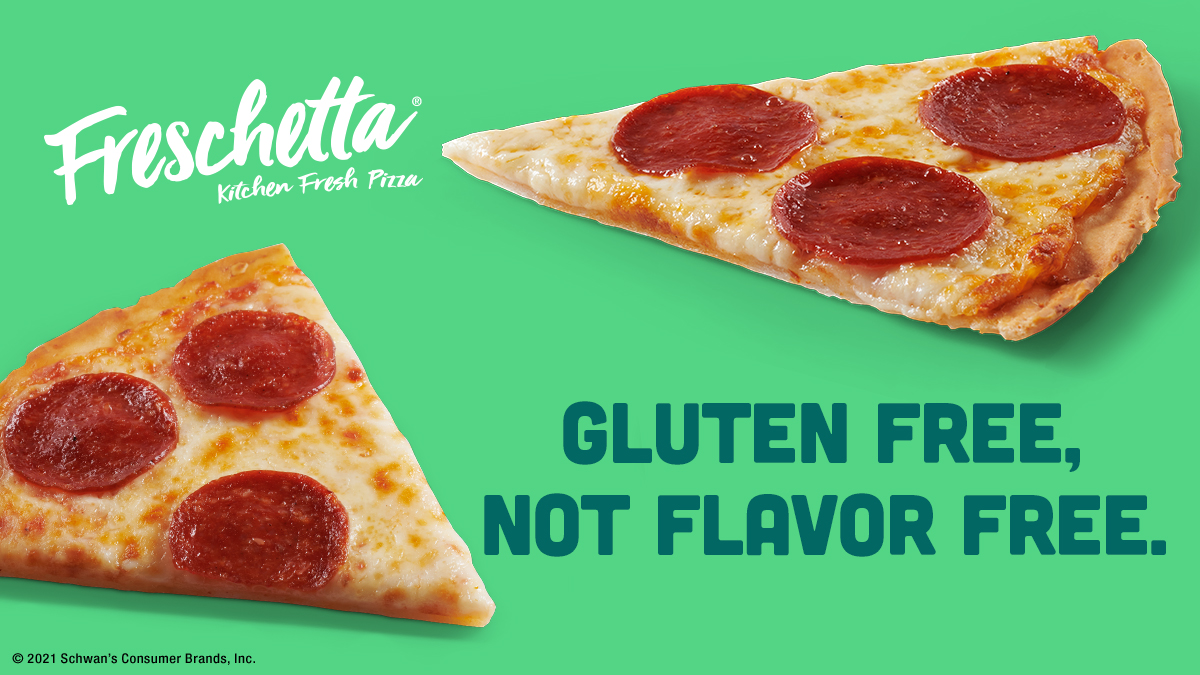 Freschetta®
Kitchen Fresh Pizza
GLUTEN FREE,
NOT FLAVOR FREE.
© 2021 Schwan's Consumer Brands, Inc.